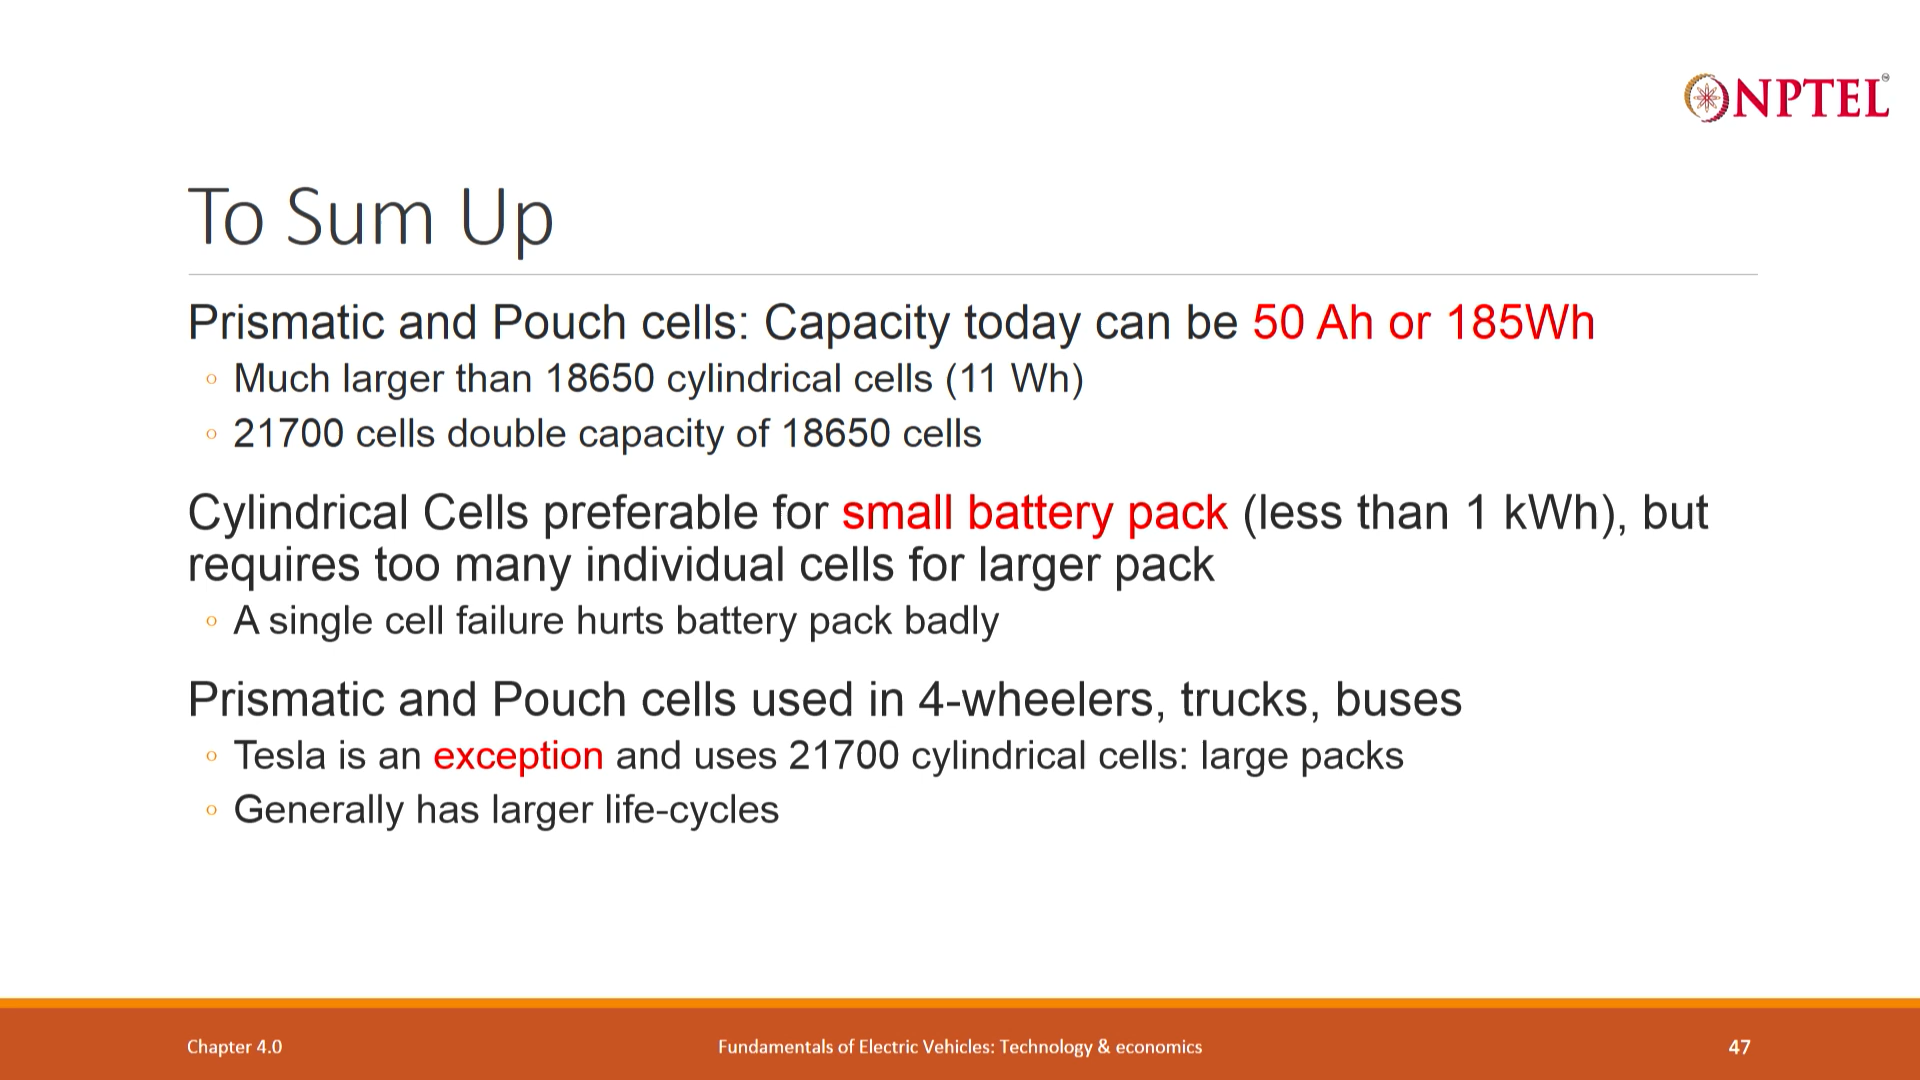 NPTEL
To Sum Up
Prismatic and Pouch cells: Capacity today can be 50 Ah or 185Wh
◦ Much larger than 18650 cylindrical cells (11 Wh)
◦ 21700 cells double capacity of 18650 cells
Cylindrical Cells preferable for small battery pack (less than 1 kWh), but
requires too many individual cells for larger pack
◦ A single cell failure hurts battery pack badly
Prismatic and Pouch cells used in 4-wheelers, trucks, buses
◦ Tesla is an exception and uses 21700 cylindrical cells: large packs
◦ Generally has larger life-cycles
Chapter 4.0
Fundamentals of Electric Vehicles: Technology & economics
47